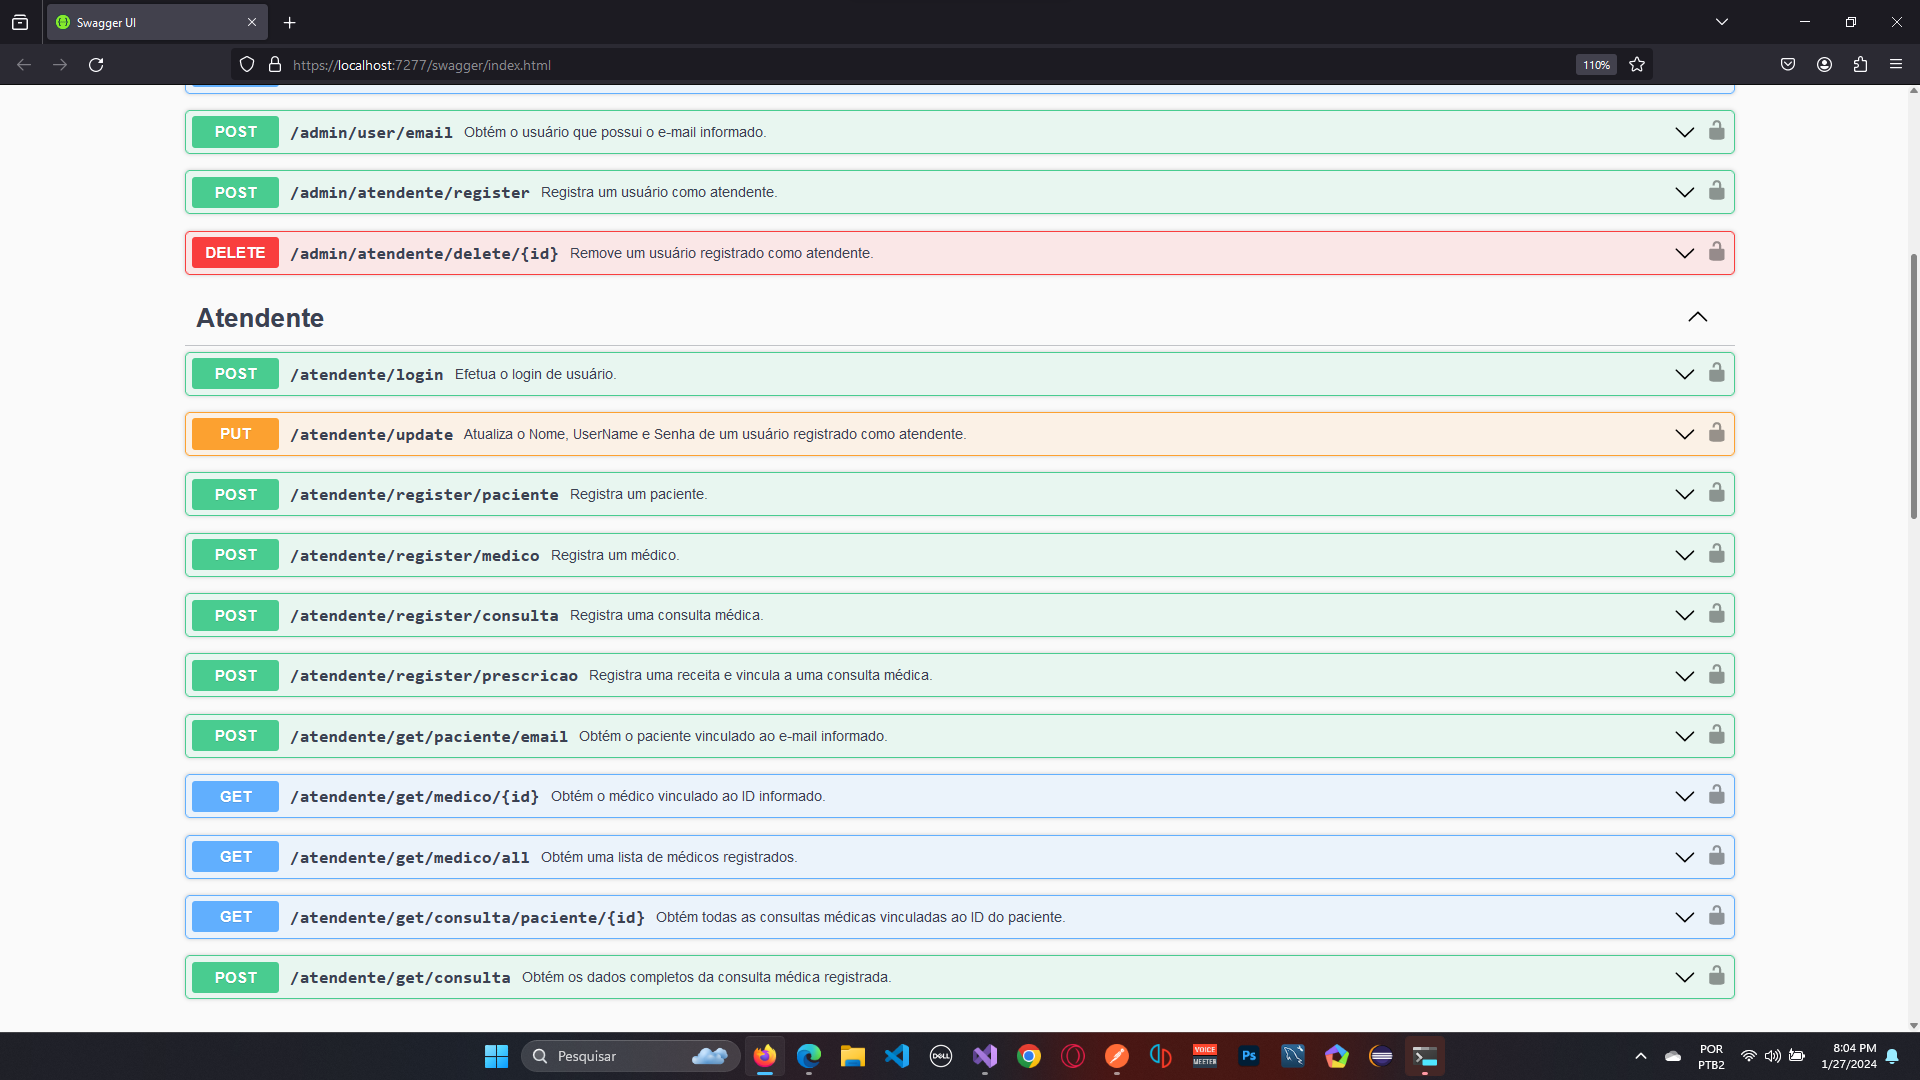 Swagger UI
https://localhost:7277/swagger/index.html
110%
POST /admin/user/email Obtém o usuário que possui o e-mail informado.
POST /admin/atendente/register Registra um usuário como atendente.
DELETE /admin/atendente/delete/{id} Remove um usuário registrado como atendente.
Atendente
POST /atendente/login Efetua o login de usuário.
PUT /atendente/update Atualiza o Nome, UserName e Senha de um usuário registrado como atendente.
POST /atendente/register/paciente Registra um paciente.
POST /atendente/register/medico Registra um médico.
POST /atendente/register/consulta Registra uma consulta médica.
POST /atendente/register/prescricao Registra uma receita e vincula a uma consulta médica.
POST /atendente/get/paciente/email Obtém o paciente vinculado ao e-mail informado.
GET /atendente/get/medico/{id} Obtém o médico vinculado ao ID informado.
GET /atendente/get/medico/all Obtém uma lista de médicos registrados.
GET /atendente/get/consulta/paciente/{id} Obtém todas as consultas médicas vinculadas ao ID do paciente.
POST /atendente/get/consulta Obtém os dados completos da consulta médica registrada.
Pesquisar
DELL
VOICE
MEETER
Ps
POR
PTB2
8:04 PM
1/27/2024